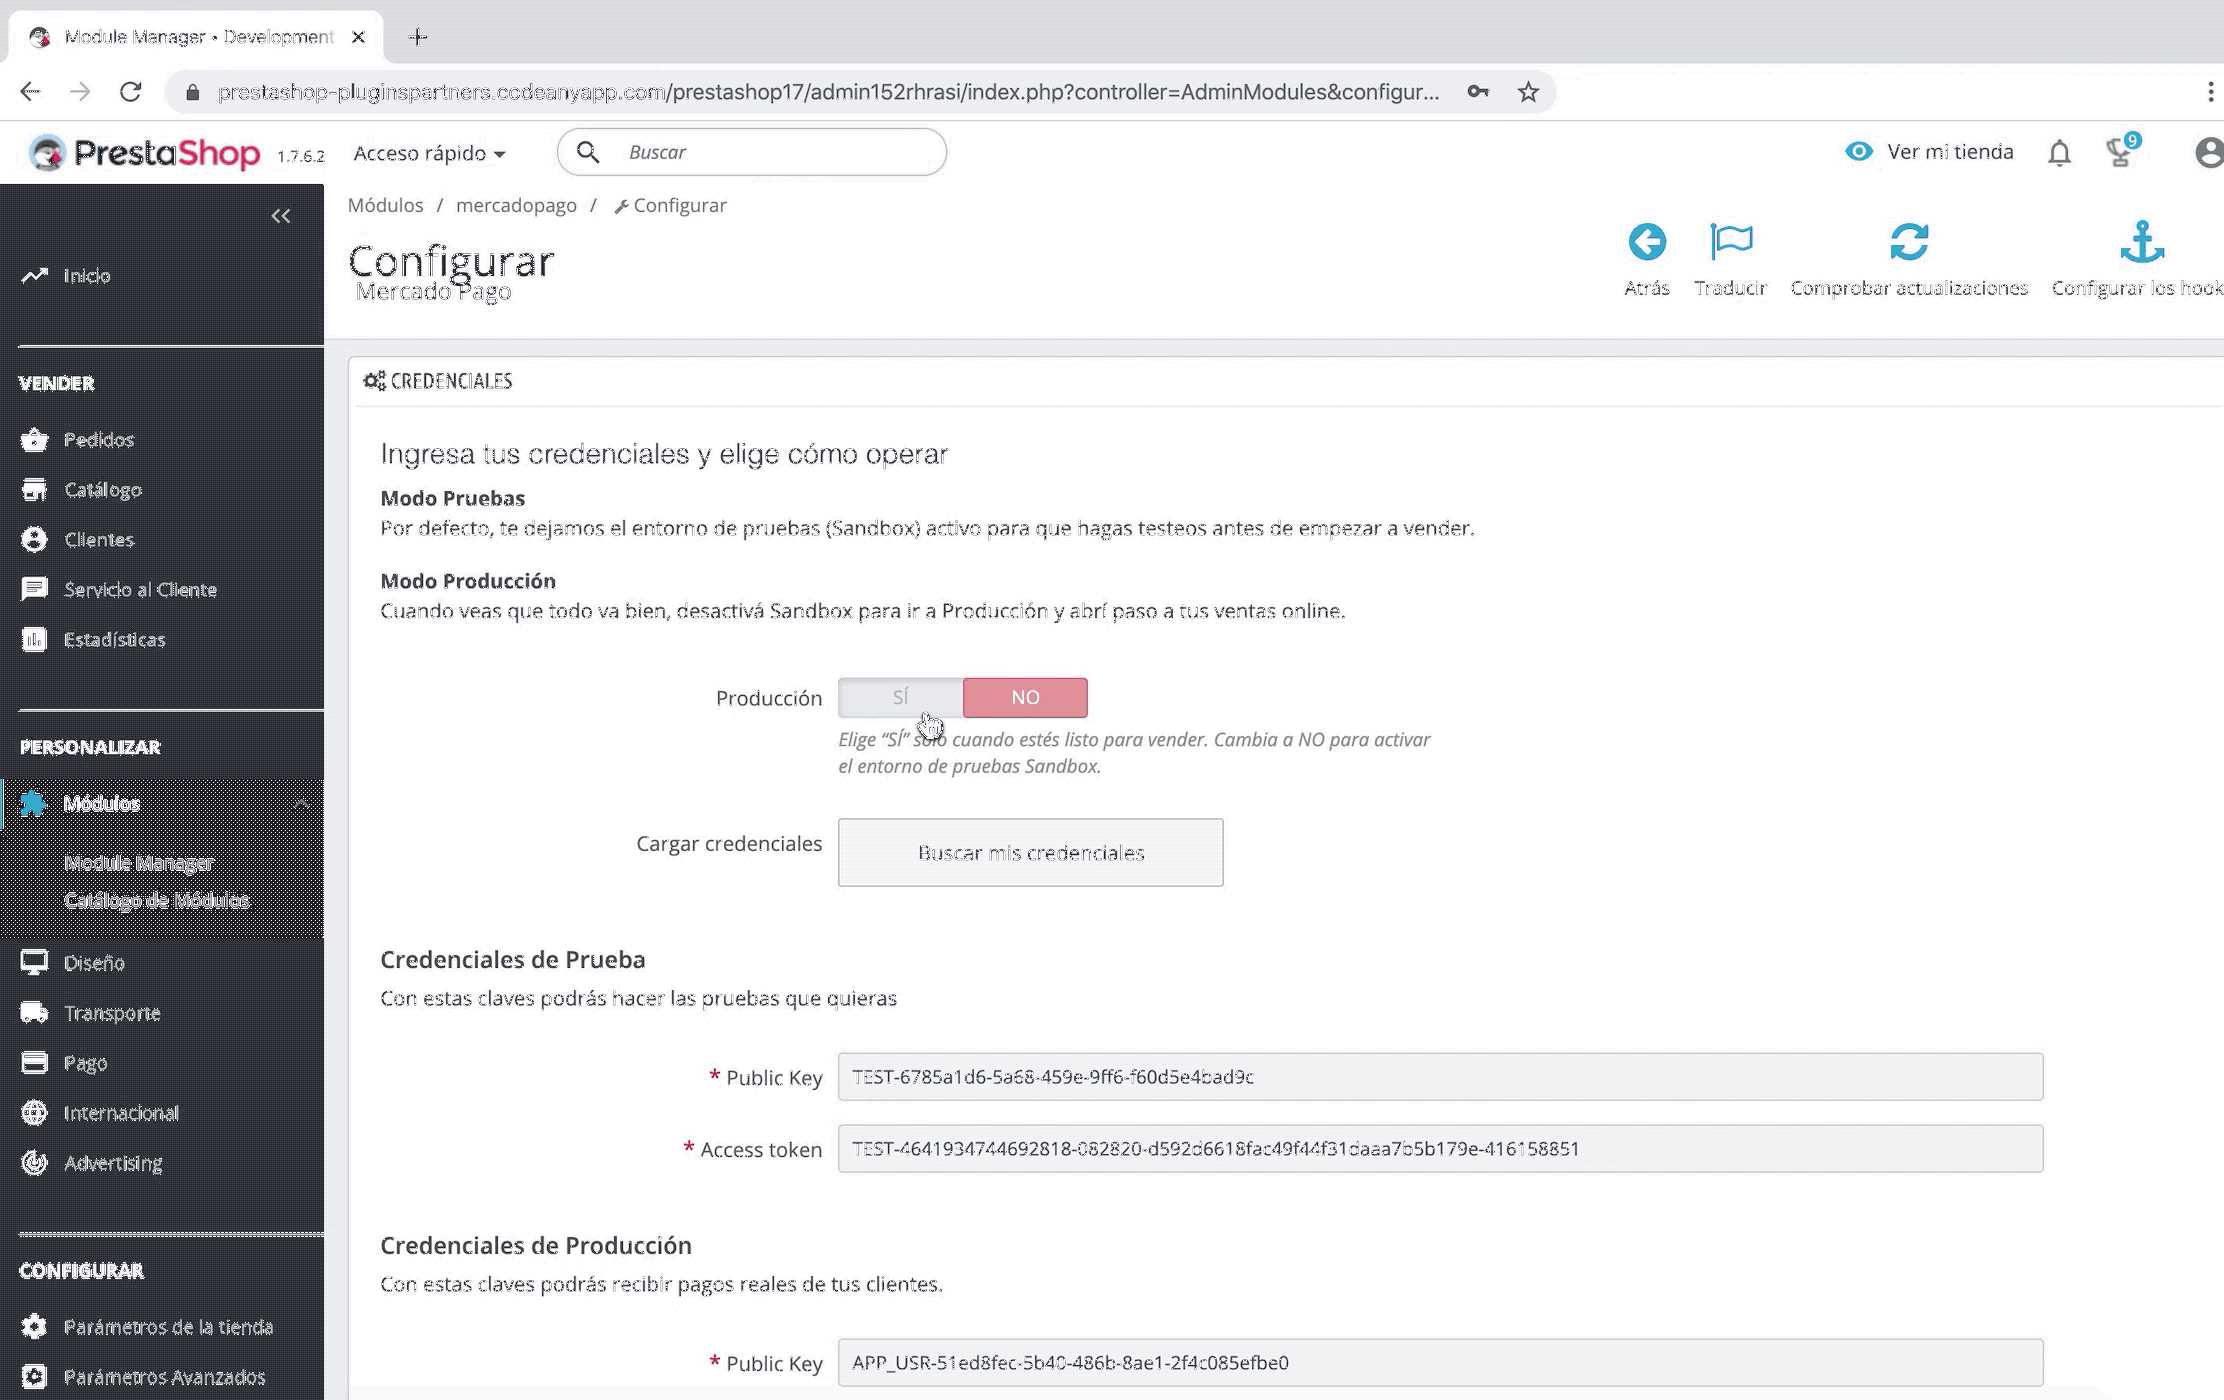 Module Manager • Development
prestashop-pluginspartners.codeanyapp.com/prestashop17/admin152rhrasi/index.php?controller=AdminModules&configur...
PrestaShop 1.7.6.2
Acceso rápido
Buscar
Ver mi tienda
9
Módulos / mercadopago / Configurar
Configurar
Mercado Pago
Atrás
Traducir
Comprobar actualizaciones
Configurar los hook
Inicio
VENDER
Pedidos
Catálogo
Clientes
Servicio al Cliente
Estadísticas
PERSONALIZAR
Módulos
Module Manager
Catálogo de Módulos
Diseño
Transporte
Pago
Internacional
Advertising
CONFIGURAR
Parámetros de la tienda
Parámetros Avanzados
CREDENCIALES
Ingresa tus credenciales y elige cómo operar
Modo Pruebas
Por defecto, te dejamos el entorno de pruebas (Sandbox) activo para que hagas testeos antes de empezar a vender.
Modo Producción
Cuando veas que todo va bien, desactivá Sandbox para ir a Producción y abrí paso a tus ventas online.
Producción
SÍ
NO
Elige “SÍ” solo cuando estés listo para vender. Cambia a NO para activar
el entorno de pruebas Sandbox.
Cargar credenciales
Buscar mis credenciales
Credenciales de Prueba
Con estas claves podrás hacer las pruebas que quieras
* Public Key
TEST-6785a1d6-5a68-459e-9ff6-f60d5e4bad9c
* Access token
TEST-4641934744692818-082820-d592d6618fac49f44f31daaa7b5b179e-416158851
Credenciales de Producción
Con estas claves podrás recibir pagos reales de tus clientes.
* Public Key
APP_USR-51ed8fec-5b40-486b-8ae1-2f4c085efbe0